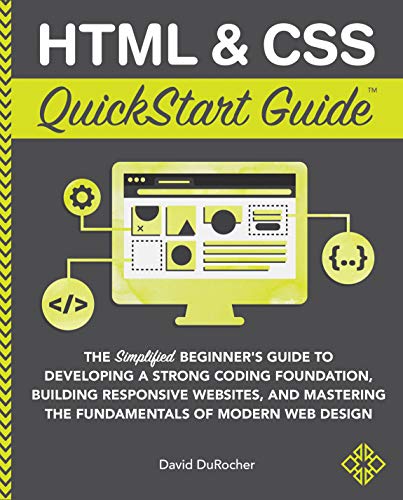 HTML & CSS
QuickStart Guide™
</>
{..}
THE Simplified BEGINNER'S GUIDE TO
DEVELOPING A STRONG CODING FOUNDATION,
BUILDING RESPONSIVE WEBSITES, AND MASTERING
THE FUNDAMENTALS OF MODERN WEB DESIGN
David DuRocher